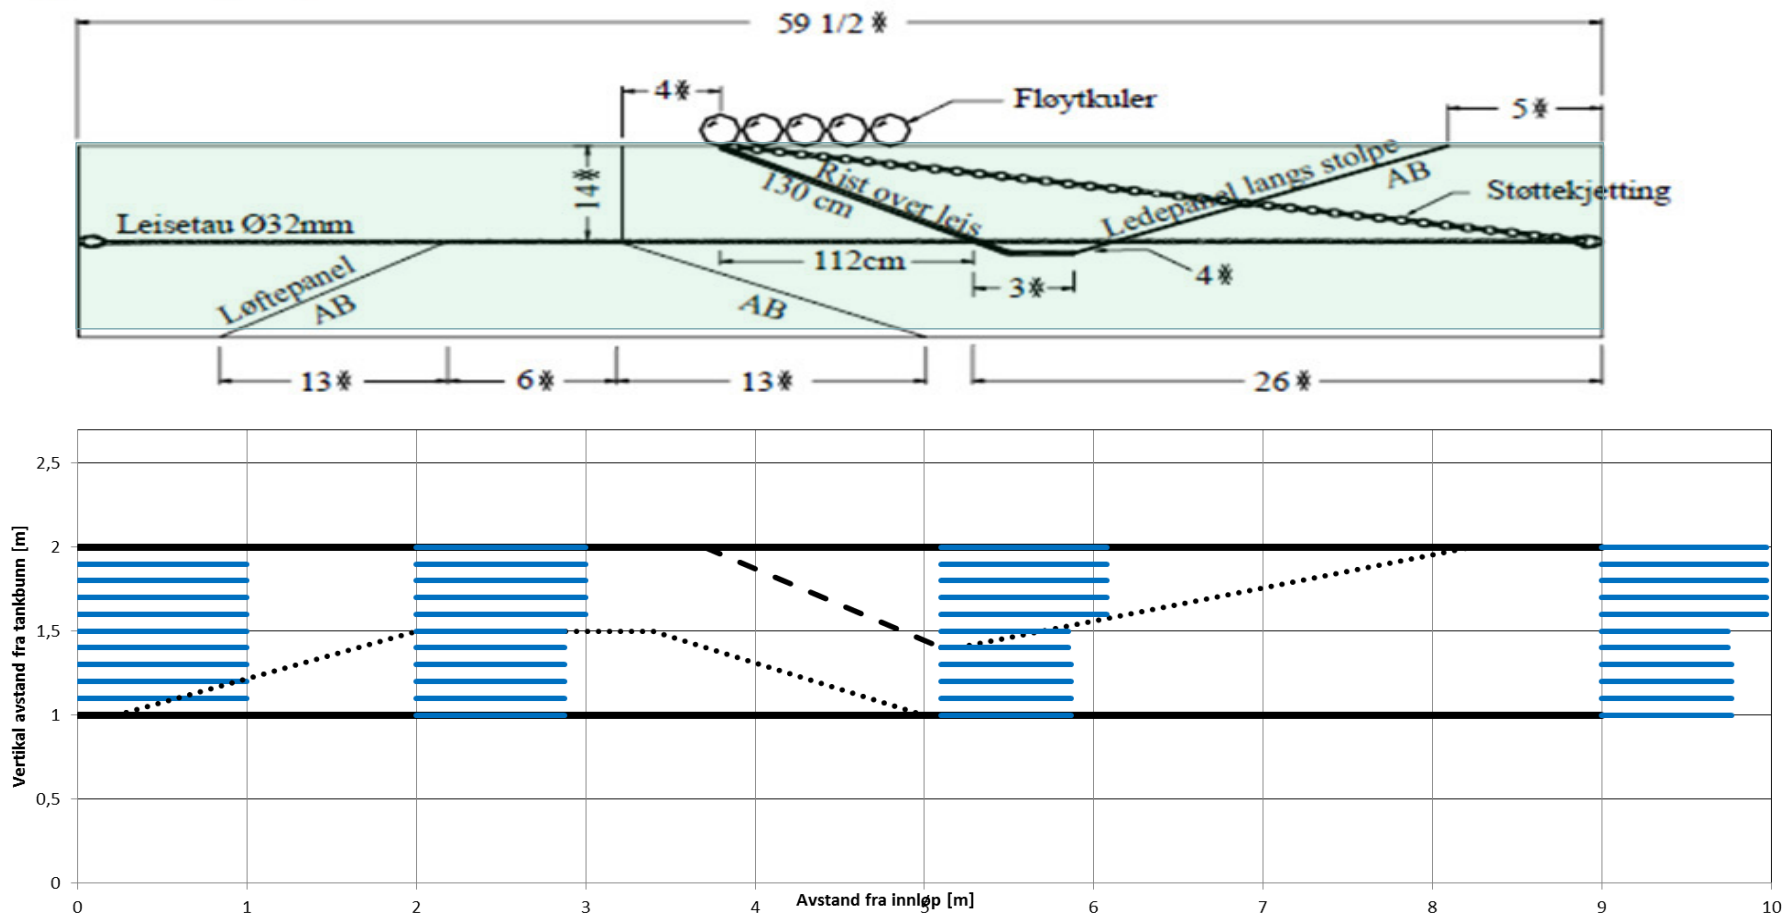 59 1/2 ※
4※
Fløytkuler
5※
14※
Rist over leis
130 cm
Ledepanel langs stolpe
AB
Støttekjetting
Leisetau Ø32mm
112cm
4※
3※
Løftepanel
AB
AB
13※
6※
13※
26※
Vertikal avstand fra tankbunn [m]
2,5
2
1,5
1
0,5
0
0 1 2 3 4 5 6 7 8 9 10
Avstand fra innløp [m]